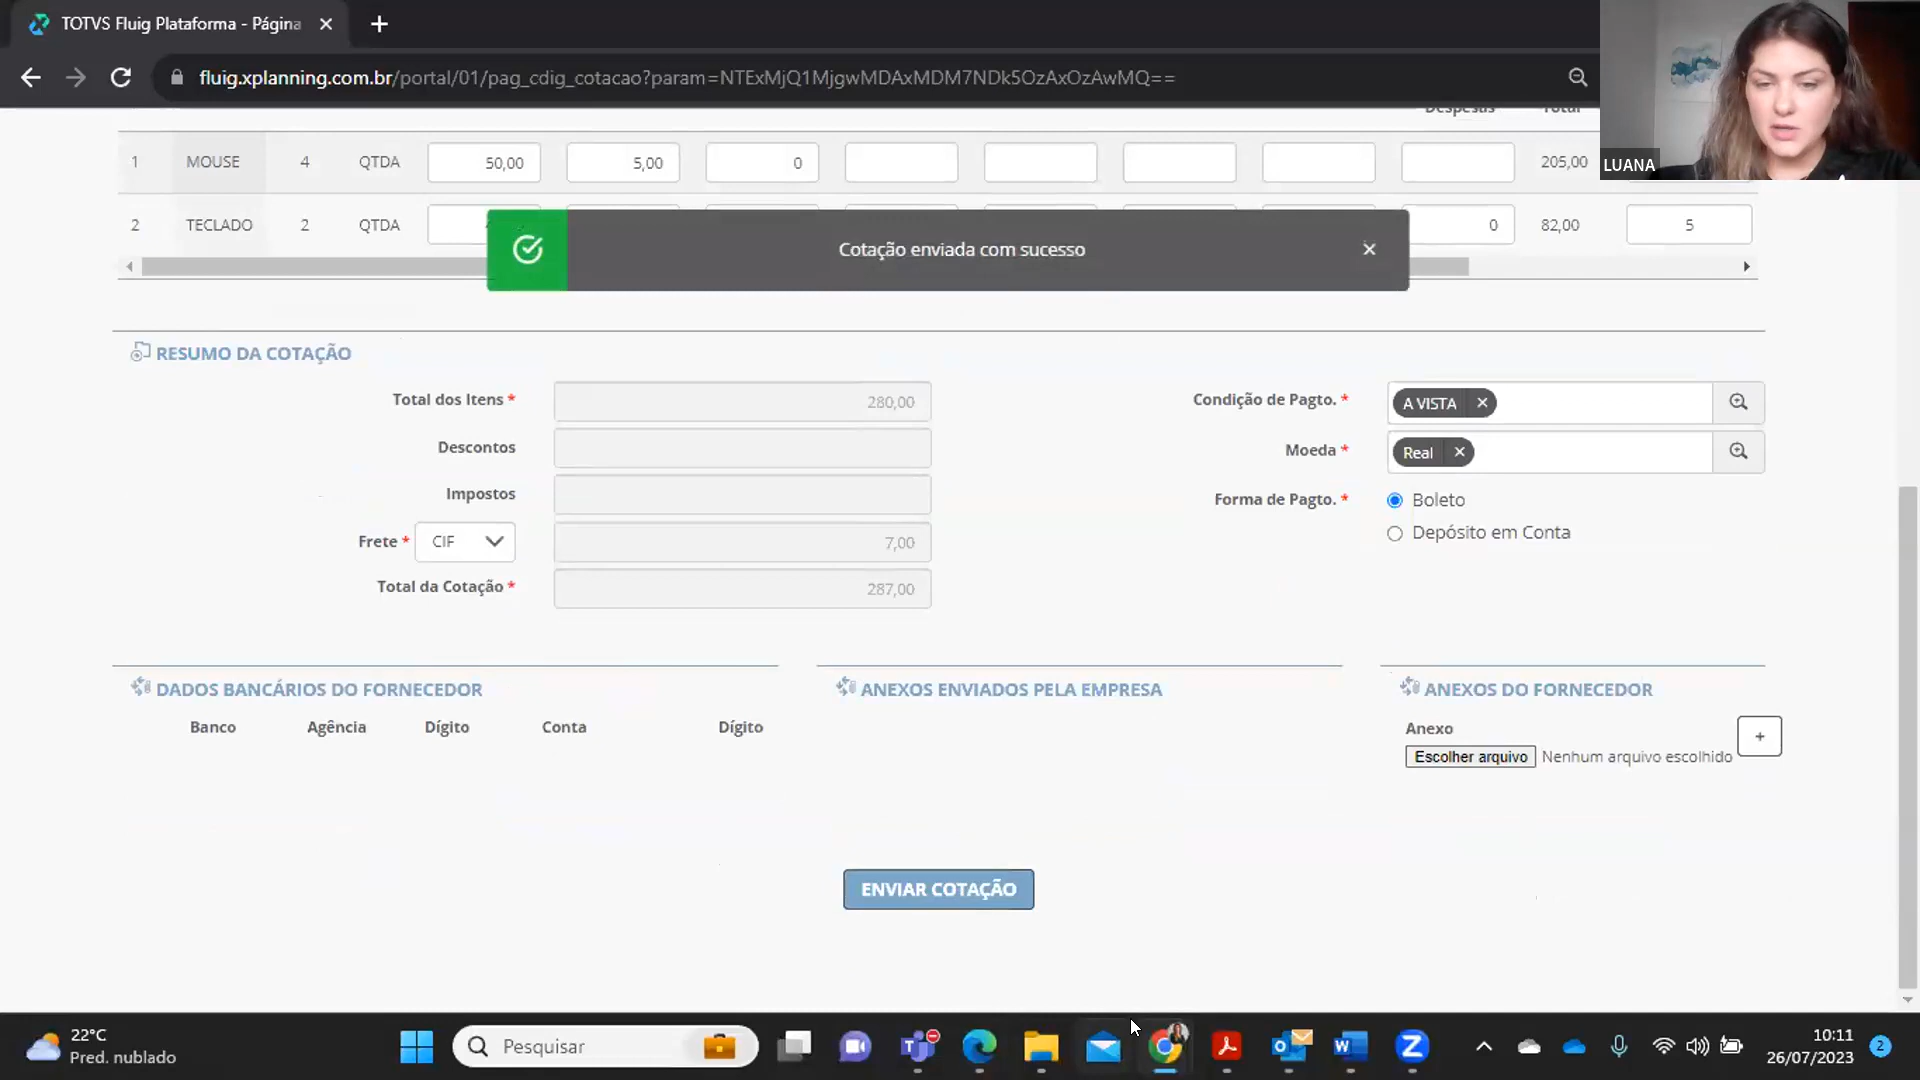 TOTVS Fluig Plataforma - Página
fluig.xplanning.com.br/portal/01/pag_cdig_cotacao?param=NTExMjQ1MjgwMDAxMDM7NDk5OzAxOzAwMQ==
LUANA
Despesas Total
1 MOUSE 4 QTDA 50,00 5,00 0 205,00
2 TECLADO 2 QTDA 0 82,00 5
Cotação enviada com sucesso
RESUMO DA COTAÇÃO
Total dos Itens * 280,00
Descontos
Impostos
Frete * CIF 7,00
Total da Cotação * 287,00
Condição de Pagto. * A VISTA
Moeda * Real
Forma de Pagto. * Boleto
Depósito em Conta
DADOS BANCÁRIOS DO FORNECEDOR
Banco Agência Dígito Conta Dígito
ANEXOS ENVIADOS PELA EMPRESA
ANEXOS DO FORNECEDOR
Anexo
Escolher arquivo Nenhum arquivo escolhido
+
ENVIAR COTAÇÃO
22°C
Pred. nublado
Pesquisar
10:11
26/07/2023
2